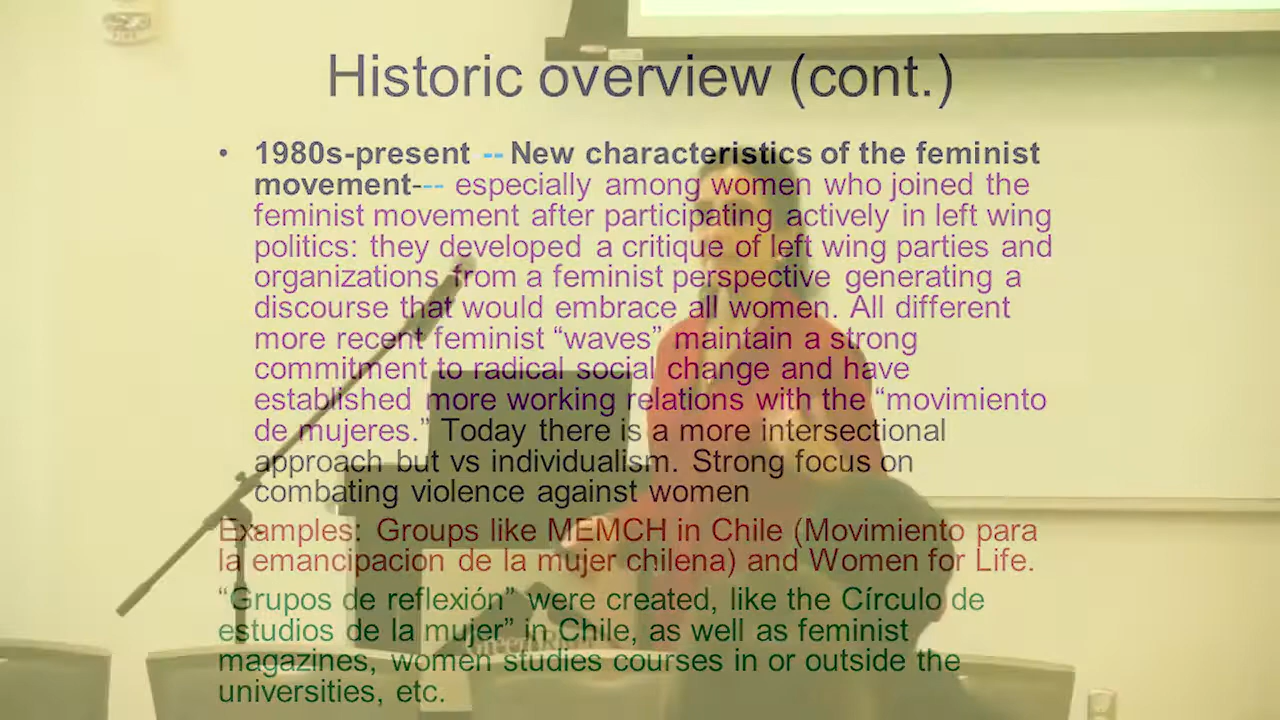 Historic overview (cont.)
• 1980s-present -- New characteristics of the feminist
movement--- especially among women who joined the
feminist movement after participating actively in left wing
politics: they developed a critique of left wing parties and
organizations from a feminist perspective generating a
discourse that would embrace all women. All different
more recent feminist “waves” maintain a strong
commitment to radical social change and have
established more working relations with the “movimiento
de mujeres.” Today there is a more intersectional
approach but vs individualism. Strong focus on
combating violence against women
Examples: Groups like MEMCH in Chile (Movimiento para
la emancipacion de la mujer chilena) and Women for Life.
“Grupos de reflexión” were created, like the Círculo de
estudios de la mujer” in Chile, as well as feminist
magazines, women studies courses in or outside the
universities, etc.